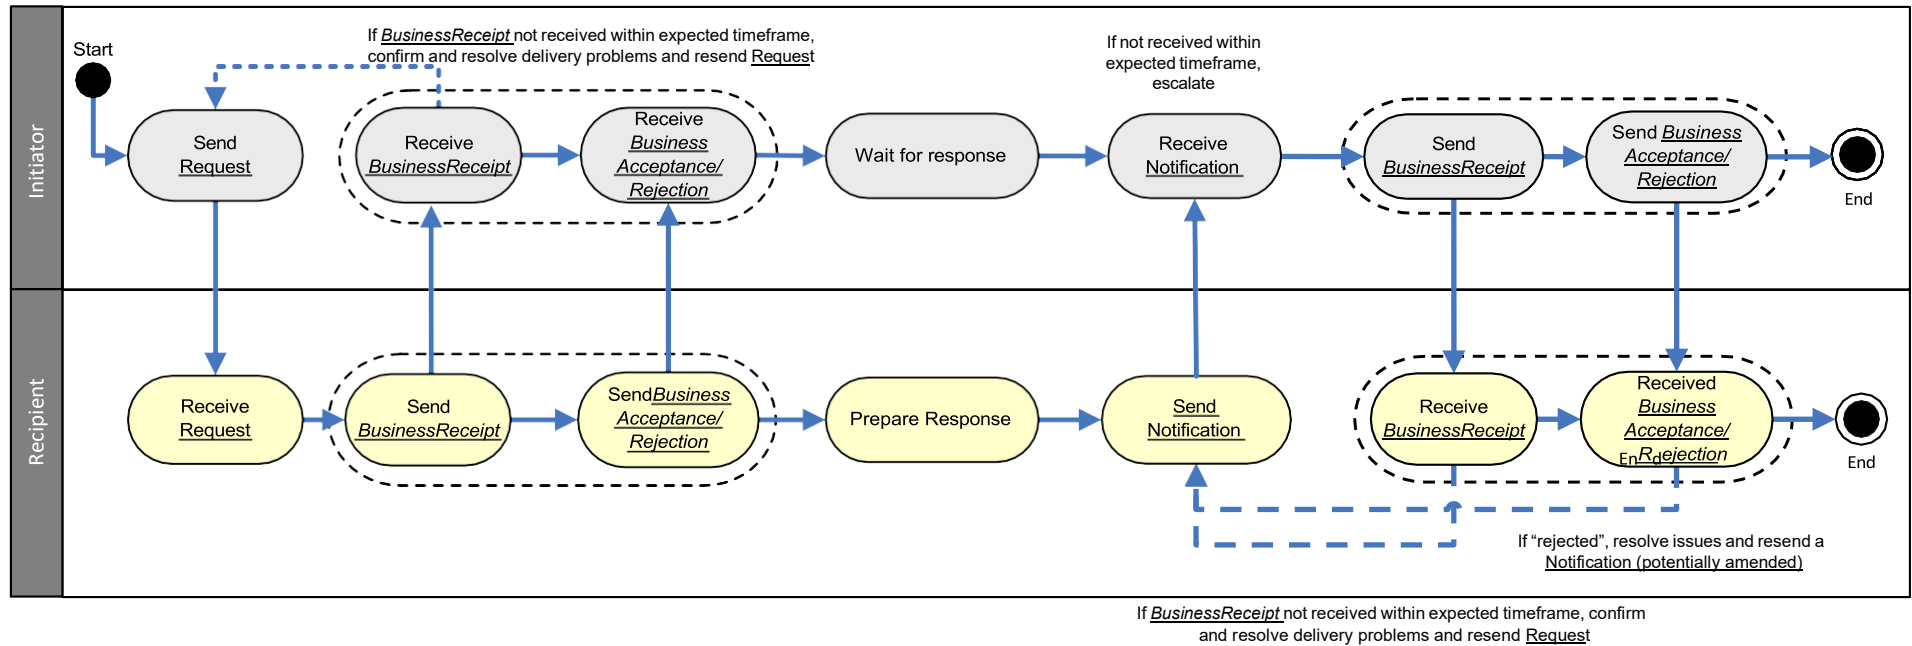 Initiator
Start
If BusinessReceipt not received within expected timeframe,
confirm and resolve delivery problems and resend Request
If not received within
expected timeframe,
escalate
Send
Request
Receive
BusinessReceipt
Receive
Business
Acceptance/
Rejection
Wait for response
Receive
Notification
Send
BusinessReceipt
Send Business
Acceptance/
Rejection
End
Recipient
Receive
Request
Send
BusinessReceipt
SendBusiness
Acceptance/
Rejection
Prepare Response
Send
Notification
Receive
BusinessReceipt
Received
Business
Acceptance/
Rejection
End
End
If “rejected”, resolve issues and resend a
Notification (potentially amended)
If BusinessReceipt not received within expected timeframe, confirm
and resolve delivery problems and resend Request